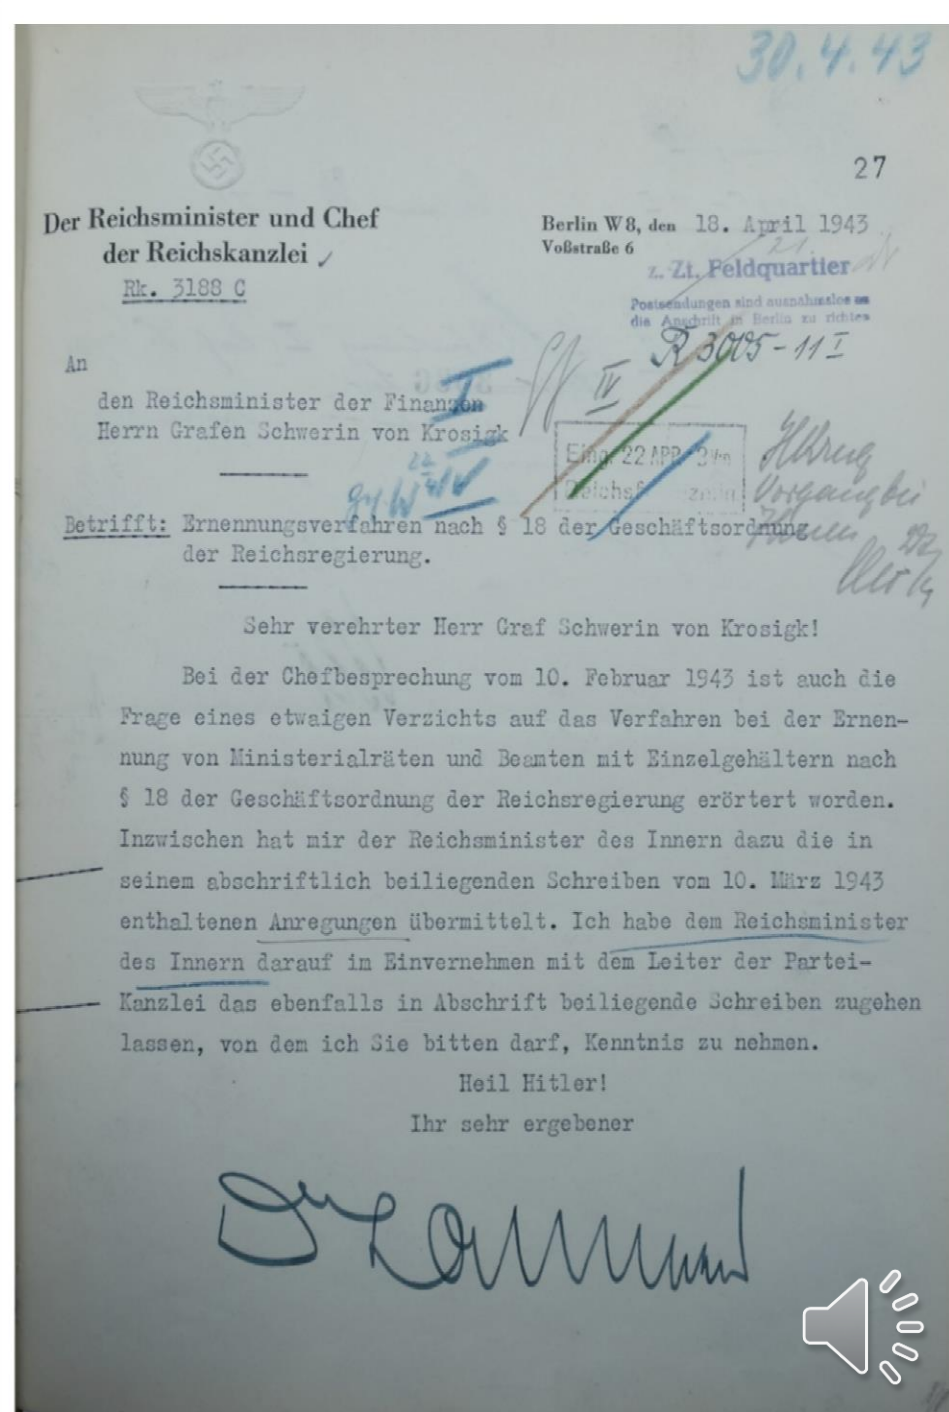 30.4.43
27
Der Reichsminister und Chef
der Reichskanzlei
Rk. 3188 C
Berlin W8, den 18. April 1943
Voßstraße 6
21.
z. Zt. Feldquartier
Postsendungen sind ausnahmslos an
die Anschrift in Berlin zu richten
R 3005-11 I
IV
An
I
den Reichsminister der Finanzen
Herrn Grafen Schwerin von Krosigk
Eing. 22 APR.
Vorgang bei
22
Betrifft: Ernennungsverfahren nach § 18 der Geschäftsordnung
der Reichsregierung.
Sehr verehrter Herr Graf Schwerin von Krosigk!
Bei der Chefbesprechung vom 10. Februar 1943 ist auch die
Frage eines etwaigen Verzichts auf das Verfahren bei der Ernen-
nung von Ministerialräten und Beamten mit Einzelgehältern nach
§ 18 der Geschäftsordnung der Reichsregierung erörtert worden.
Inzwischen hat mir der Reichsminister des Innern dazu die in
seinem abschriftlich beiliegenden Schreiben vom 10. März 1943
enthaltenen Anregungen übermittelt. Ich habe dem Reichsminister
des Innern darauf im Einvernehmen mit dem Leiter der Partei-
Kanzlei das ebenfalls in Abschrift beiliegende Schreiben zugehen
lassen, von dem ich Sie bitten darf, Kenntnis zu nehmen.
Heil Hitler!
Ihr sehr ergebener